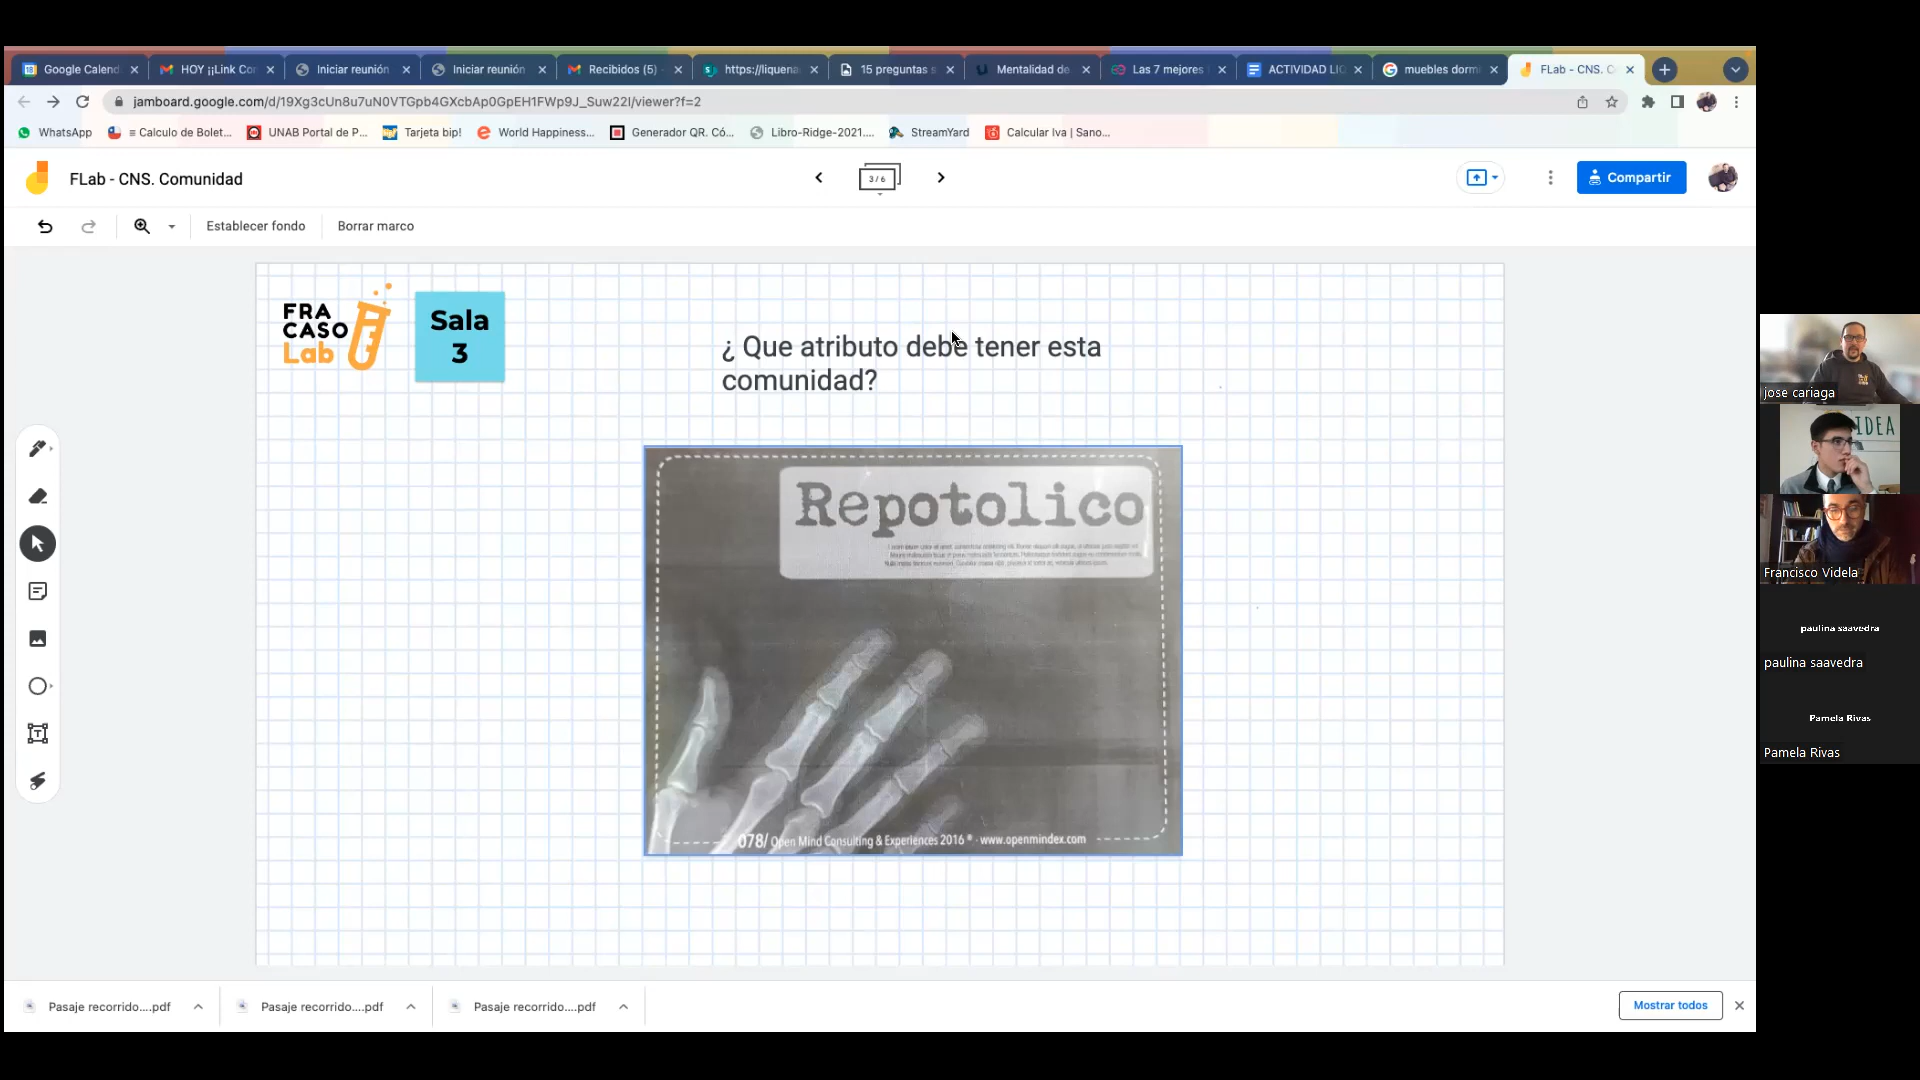 Google Calend
HOY ¡¡Link Con
Iniciar reunión
Iniciar reunión
Recibidos (5) -
https://liquena
15 preguntas s
Mentalidad de
Las 7 mejores
ACTIVIDAD LIQ
muebles dormi
FLab - CNS. C
jamboard.google.com/d/19Xg3cUn8u7uN0VTGpb4GXcbAp0GpEH1FWp9J_Suw22I/viewer?f=2
WhatsApp
≡ Calculo de Bolet...
UNAB Portal de P...
Tarjeta bip!
World Happiness...
Generador QR. Có...
Libro-Ridge-2021....
StreamYard
Calcular Iva | Sano...
FLab - CNS. Comunidad
3 / 6
Compartir
Establecer fondo
Borrar marco
FRA
CASO
Lab
Sala
3
¿ Que atributo debe tener esta
comunidad?
Repotolico
078/ Open Mind Consulting & Experiences 2016 ® · www.openmindex.com
IDEA
jose cariaga
Francisco Videla
paulina saavedra
paulina saavedra
Pamela Rivas
Pamela Rivas
Pasaje recorrido....pdf
Pasaje recorrido....pdf
Pasaje recorrido....pdf
Mostrar todos